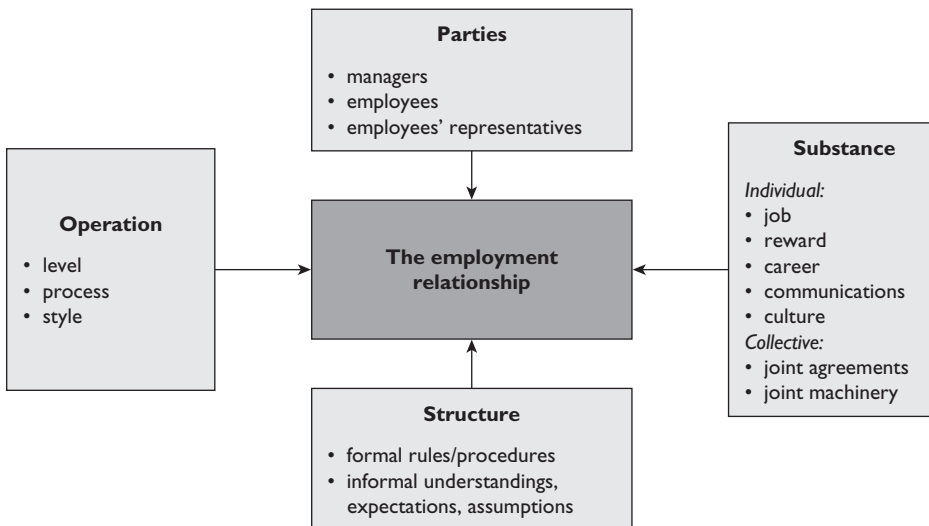 Parties
• managers
• employees
• employees’ representatives
Operation
• level
• process
• style
The employment
relationship
Substance
Individual:
• job
• reward
• career
• communications
• culture
Collective:
• joint agreements
• joint machinery
Structure
• formal rules/procedures
• informal understandings,
expectations, assumptions